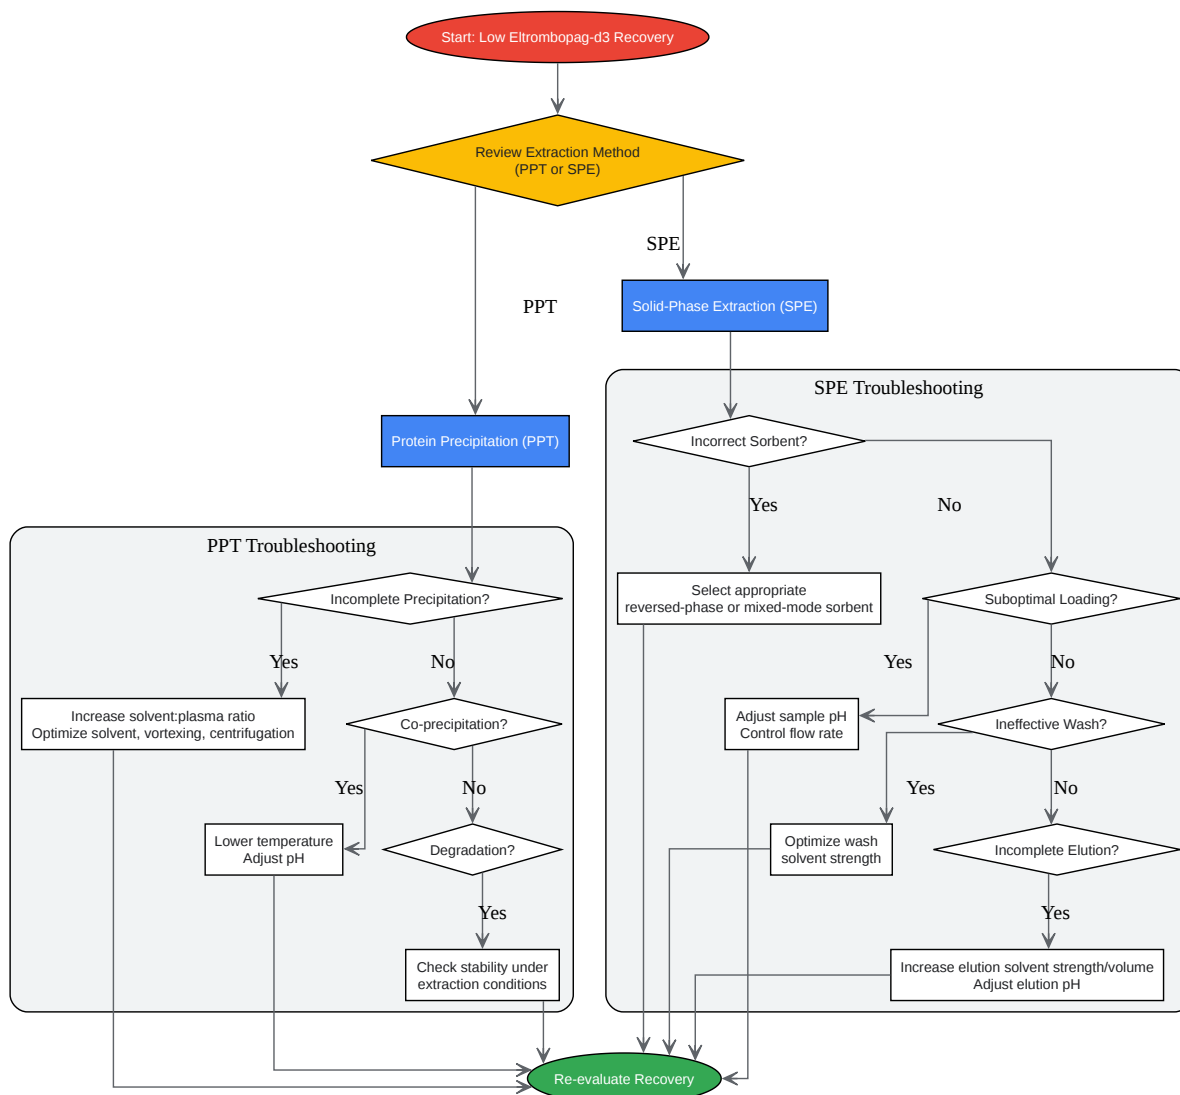 Start: Low Eltrombopag-d3 Recovery
Review Extraction Method
(PPT or SPE)
SPE
PPT
Solid-Phase Extraction (SPE)
Protein Precipitation (PPT)
SPE Troubleshooting
Incorrect Sorbent?
Yes
No
Select appropriate
reversed-phase or mixed-mode sorbent
Suboptimal Loading?
Yes
No
Adjust sample pH
Control flow rate
Ineffective Wash?
Yes
No
Optimize wash
solvent strength
Incomplete Elution?
Yes
Increase elution solvent strength/volume
Adjust elution pH
PPT Troubleshooting
Incomplete Precipitation?
Yes
No
Increase solvent:plasma ratio
Optimize solvent, vortexing, centrifugation
Co-precipitation?
Yes
No
Lower temperature
Adjust pH
Degradation?
Yes
Check stability under
extraction conditions
Re-evaluate Recovery